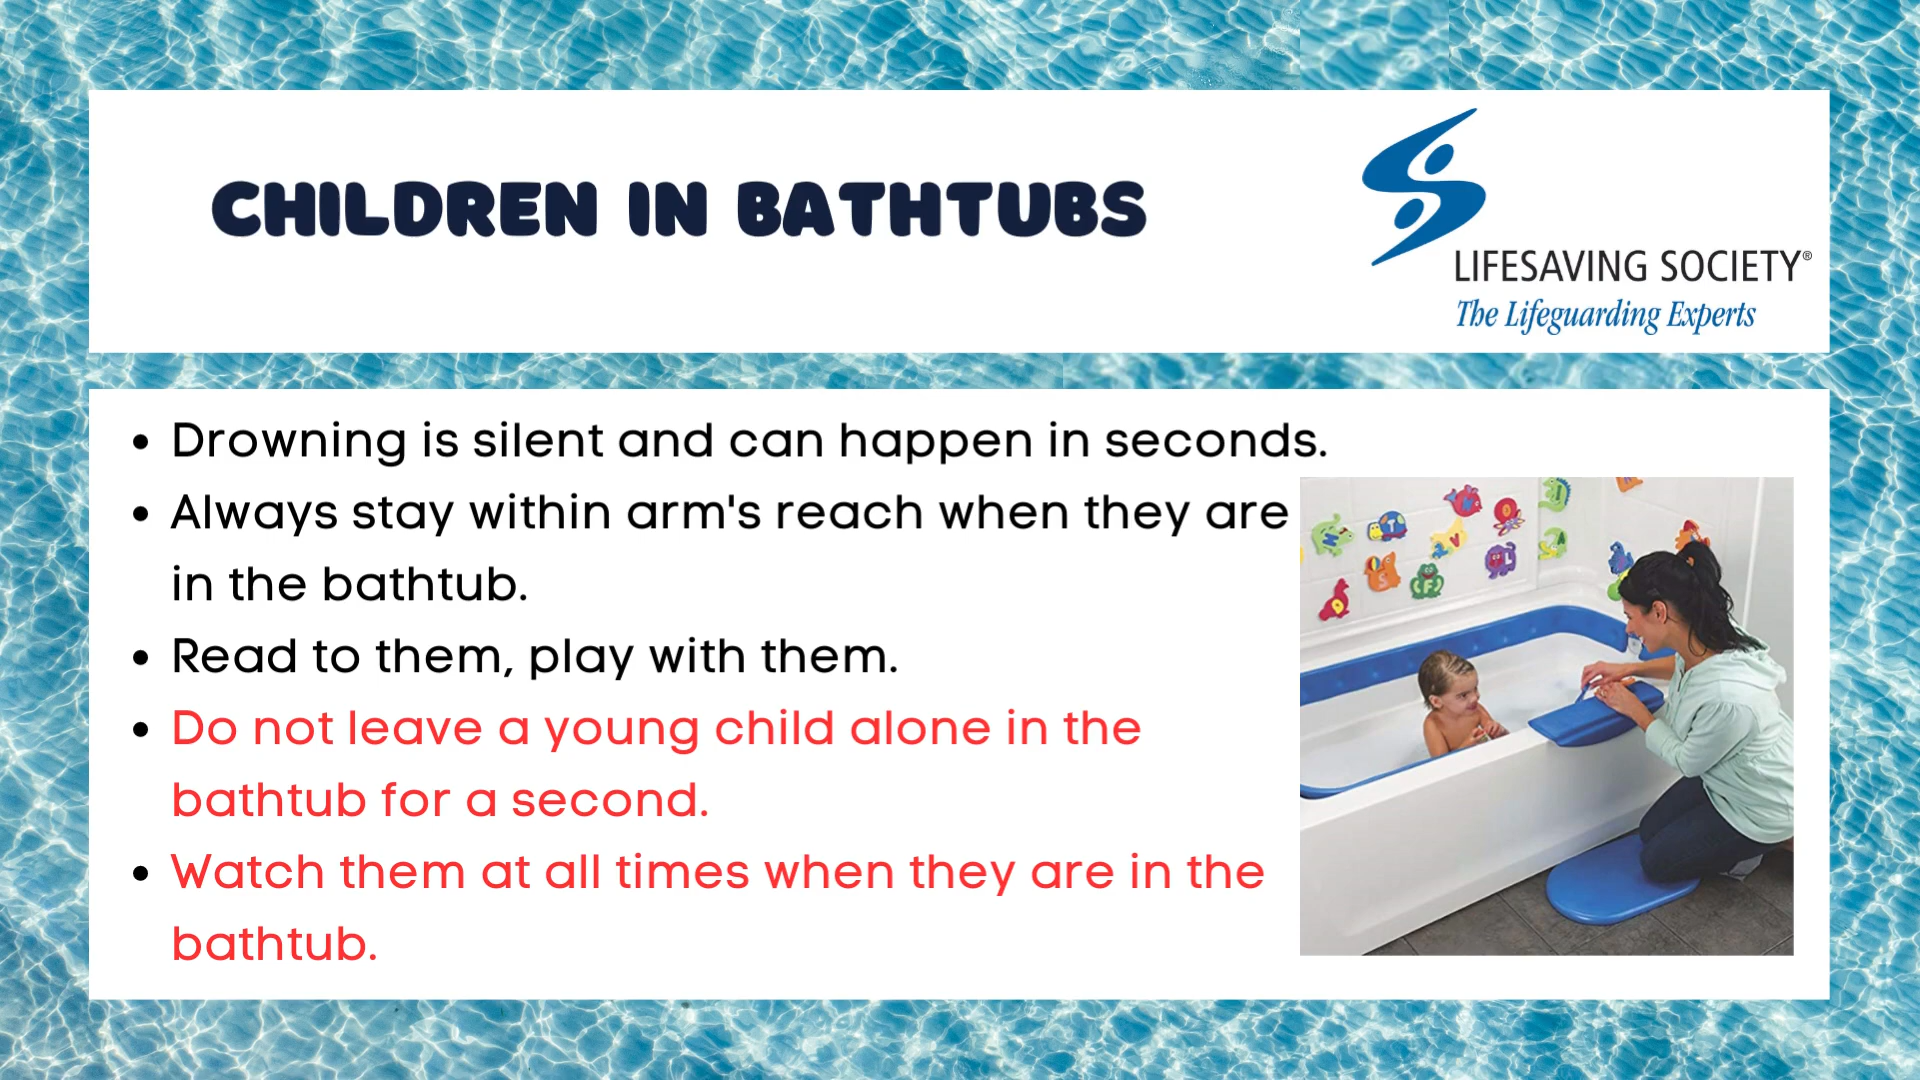 CHILDREN IN BATHTUBS
LIFESAVING SOCIETY®
The Lifeguarding Experts
• Drowning is silent and can happen in seconds.
• Always stay within arm's reach when they are
in the bathtub.
• Read to them, play with them.
• Do not leave a young child alone in the
bathtub for a second.
• Watch them at all times when they are in the
bathtub.